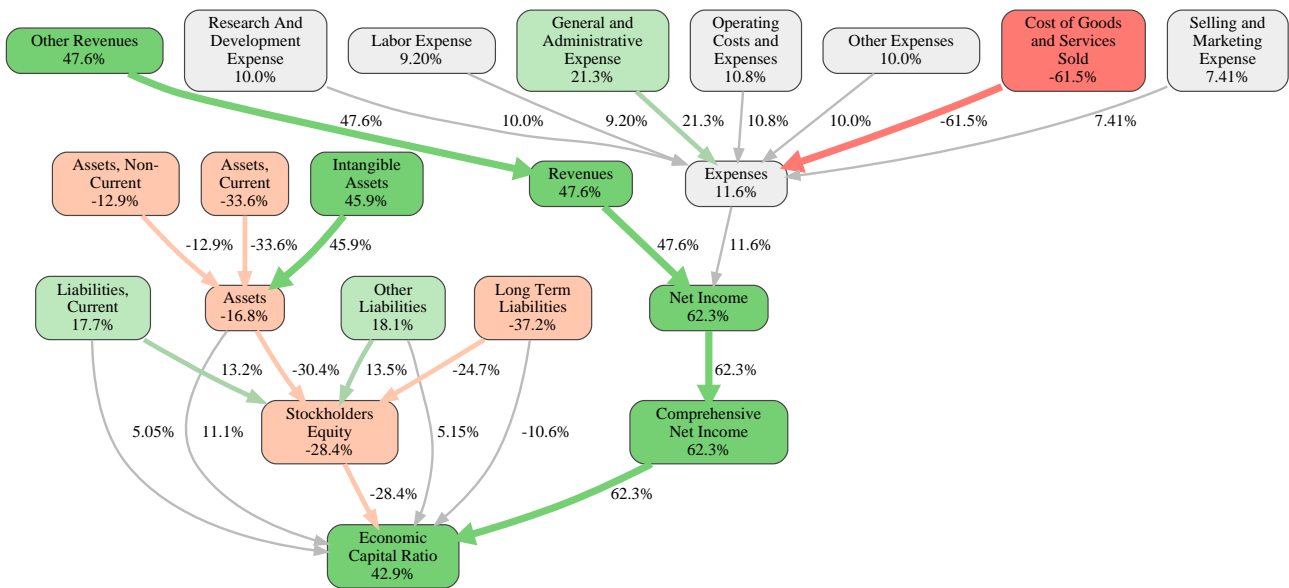 Other Revenues
47.6%
Research And
Development
Expense
10.0%
Labor Expense
9.20%
General and
Administrative
Expense
21.3%
Operating
Costs and
Expenses
10.8%
Other Expenses
10.0%
Cost of Goods
and Services
Sold
-61.5%
Selling and
Marketing
Expense
7.41%
47.6%
10.0%
9.20%
21.3%
10.8%
10.0%
-61.5%
7.41%
Assets, Non-
Current
-12.9%
Assets,
Current
-33.6%
Intangible
Assets
45.9%
Revenues
47.6%
Expenses
11.6%
-12.9%
-33.6%
45.9%
47.6%
11.6%
Liabilities,
Current
17.7%
Assets
-16.8%
Other
Liabilities
18.1%
Long Term
Liabilities
-37.2%
Net Income
62.3%
13.2%
-30.4%
13.5%
-24.7%
62.3%
5.05%
11.1%
Stockholders
Equity
-28.4%
5.15%
-10.6%
Comprehensive
Net Income
62.3%
-28.4%
62.3%
Economic
Capital Ratio
42.9%